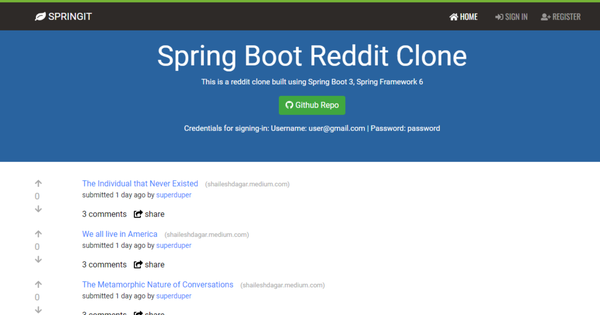 SPRINGIT HOME SIGN IN REGISTER
Spring Boot Reddit Clone
This is a reddit clone built using Spring Boot 3, Spring Framework 6
Github Repo
Credentials for signing-in: Username: user@gmail.com | Password: password
The Individual that Never Existed (shaileshdagar.medium.com)
0
submitted 1 day ago by superduper
3 comments share
We all live in America (shaileshdagar.medium.com)
0
submitted 1 day ago by superduper
3 comments share
The Metamorphic Nature of Conversations (shaileshdagar.medium.com)
0
submitted 1 day ago by superduper
3 comments share